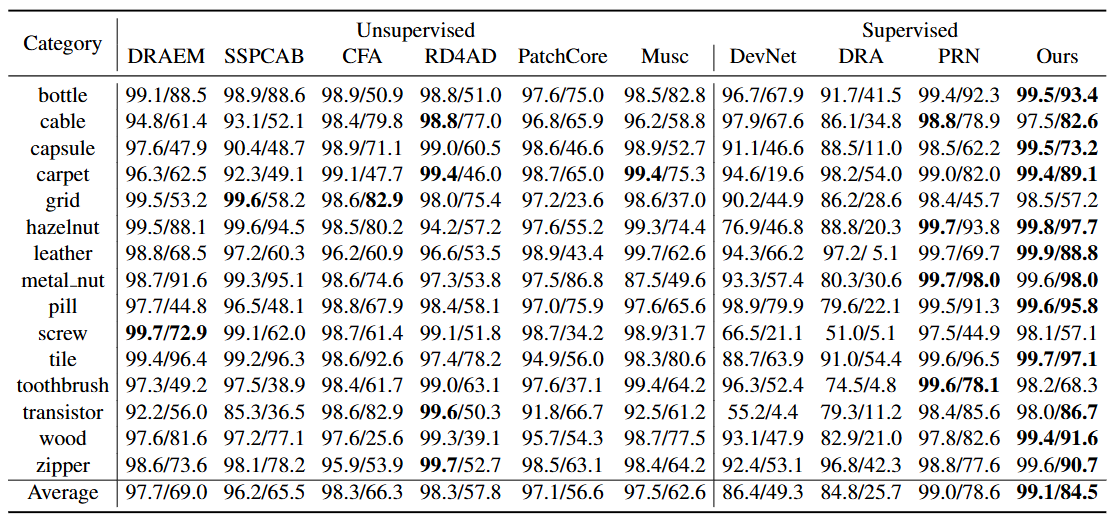 Category Unsupervised Supervised
DRAEM SSPCAB CFA RD4AD PatchCore Musc DevNet DRA PRN Ours
bottle 99.1/88.5 98.9/88.6 98.9/50.9 98.8/51.0 97.6/75.0 98.5/82.8 96.7/67.9 91.7/41.5 99.4/92.3 99.5/93.4
cable 94.8/61.4 93.1/52.1 98.4/79.8 98.8/77.0 96.8/65.9 96.2/58.8 97.9/67.6 86.1/34.8 98.8/78.9 97.5/82.6
capsule 97.6/47.9 90.4/48.7 98.9/71.1 99.0/60.5 98.6/46.6 98.9/52.7 91.1/46.6 88.5/11.0 98.5/62.2 99.5/73.2
carpet 96.3/62.5 92.3/49.1 99.1/47.7 99.4/46.0 98.7/65.0 99.4/75.3 94.6/19.6 98.2/54.0 99.0/82.0 99.4/89.1
grid 99.5/53.2 99.6/58.2 98.6/82.9 98.0/75.4 97.2/23.6 98.6/37.0 90.2/44.9 86.2/28.6 98.4/45.7 98.5/57.2
hazelnut 99.5/88.1 99.6/94.5 98.5/80.2 94.2/57.2 97.6/55.2 99.3/74.4 76.9/46.8 88.8/20.3 99.7/93.8 99.8/97.7
leather 98.8/68.5 97.2/60.3 96.2/60.9 96.6/53.5 98.9/43.4 99.7/62.6 94.3/66.2 97.2/ 5.1 99.7/69.7 99.9/88.8
metal_nut 98.7/91.6 99.3/95.1 98.6/74.6 97.3/53.8 97.5/86.8 87.5/49.6 93.3/57.4 80.3/30.6 99.7/98.0 99.6/98.0
pill 97.7/44.8 96.5/48.1 98.8/67.9 98.4/58.1 97.0/75.9 97.6/65.6 98.9/79.9 79.6/22.1 99.5/91.3 99.6/95.8
screw 99.7/72.9 99.1/62.0 98.7/61.4 99.1/51.8 98.7/34.2 98.9/31.7 66.5/21.1 51.0/5.1 97.5/44.9 98.1/57.1
tile 99.4/96.4 99.2/96.3 98.6/92.6 97.4/78.2 94.9/56.0 98.3/80.6 88.7/63.9 91.0/54.4 99.6/96.5 99.7/97.1
toothbrush 97.3/49.2 97.5/38.9 98.4/61.7 99.0/63.1 97.6/37.1 99.4/64.2 96.3/52.4 74.5/4.8 99.6/78.1 98.2/68.3
transistor 92.2/56.0 85.3/36.5 98.6/82.9 99.6/50.3 91.8/66.7 92.5/61.2 55.2/4.4 79.3/11.2 98.4/85.6 98.0/86.7
wood 97.6/81.6 97.2/77.1 97.6/25.6 99.3/39.1 95.7/54.3 98.7/77.5 93.1/47.9 82.9/21.0 97.8/82.6 99.4/91.6
zipper 98.6/73.6 98.1/78.2 95.9/53.9 99.7/52.7 98.5/63.1 98.4/64.2 92.4/53.1 96.8/42.3 98.8/77.6 99.6/90.7
Average 97.7/69.0 96.2/65.5 98.3/66.3 98.3/57.8 97.1/56.6 97.5/62.6 86.4/49.3 84.8/25.7 99.0/78.6 99.1/84.5